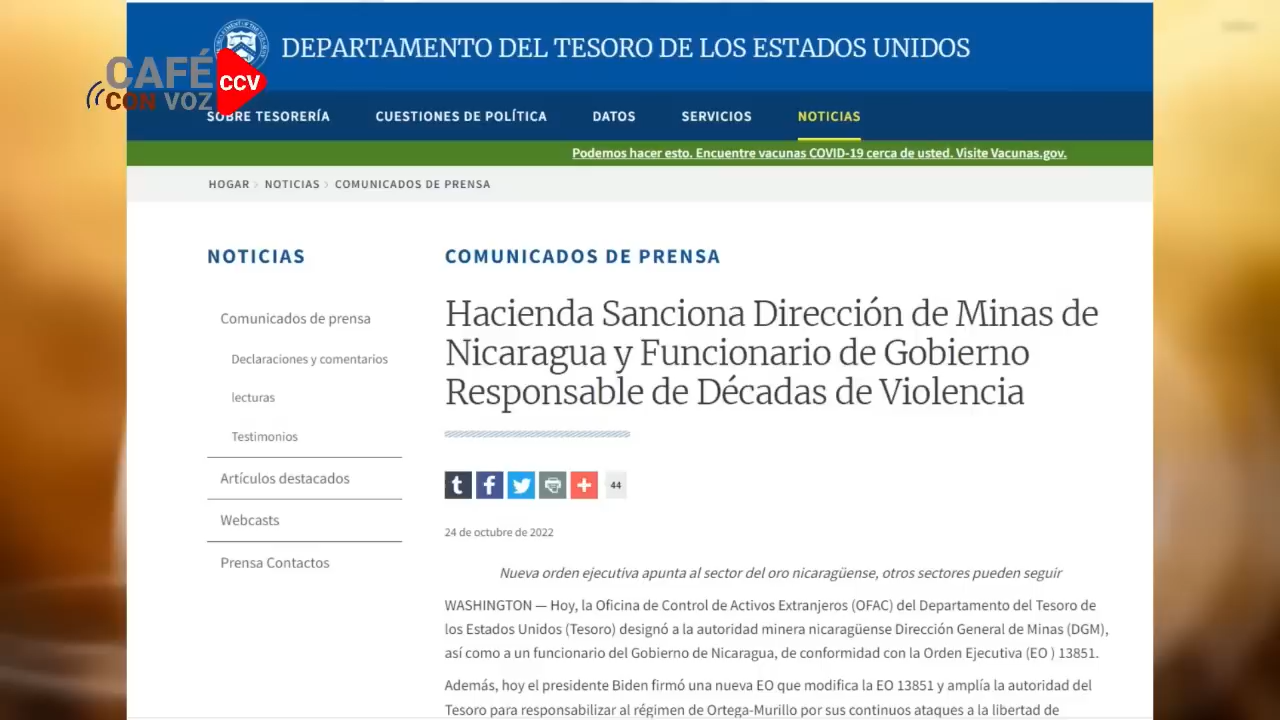 DEPARTAMENTO DEL TESORO DE LOS ESTADOS UNIDOS
CAFÉ
CON VOZ
CCV
SOBRE TESORERÍA
CUESTIONES DE POLÍTICA
DATOS
SERVICIOS
NOTICIAS
Podemos hacer esto. Encuentre vacunas COVID-19 cerca de usted. Visite Vacunas.gov.
HOGAR > NOTICIAS > COMUNICADOS DE PRENSA
NOTICIAS
Comunicados de prensa
Declaraciones y comentarios
lecturas
Testimonios
Artículos destacados
Webcasts
Prensa Contactos
COMUNICADOS DE PRENSA
Hacienda Sanciona Dirección de Minas de
Nicaragua y Funcionario de Gobierno
Responsable de Décadas de Violencia
44
24 de octubre de 2022
Nueva orden ejecutiva apunta al sector del oro nicaragüense, otros sectores pueden seguir
WASHINGTON — Hoy, la Oficina de Control de Activos Extranjeros (OFAC) del Departamento del Tesoro de
los Estados Unidos (Tesoro) designó a la autoridad minera nicaragüense Dirección General de Minas (DGM),
así como a un funcionario del Gobierno de Nicaragua, de conformidad con la Orden Ejecutiva (EO ) 13851.
Además, hoy el presidente Biden firmó una nueva EO que modifica la EO 13851 y amplía la autoridad del
Tesoro para responsabilizar al régimen de Ortega-Murillo por sus continuos ataques a la libertad de